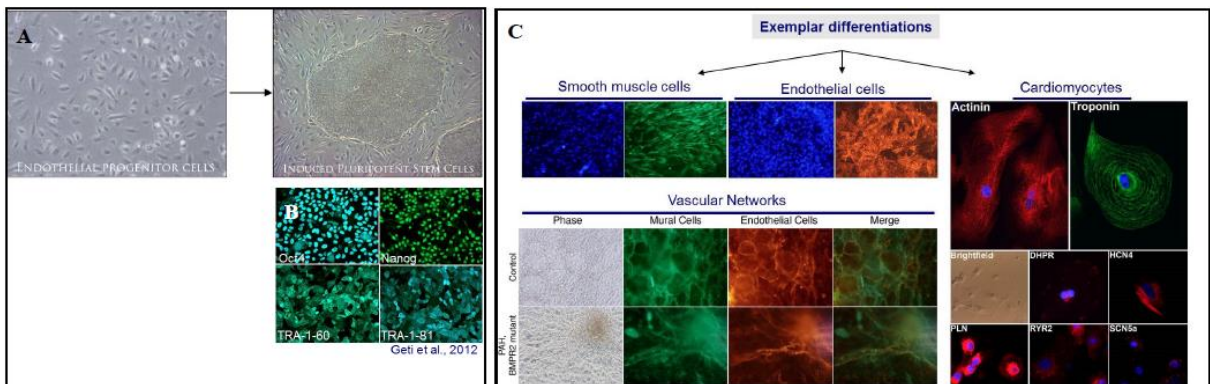 A
ENDOTHELIAL PROGENITOR CELLS
INDUCED PLURIPOTENT STEM CELLS
B
Oct4
Nanog
TRA-1-60
TRA-1-81
Geti et al., 2012
C
Exemplar differentiations
Smooth muscle cells
Endothelial cells
Cardiomyocytes
Actinin
Troponin
Vascular Networks
Phase
Mural Cells
Endothelial Cells
Merge
Control
PAH,
BMPR2 mutant
Brightfield
DHPR
HCN4
PLN
RYR2
SCN5a